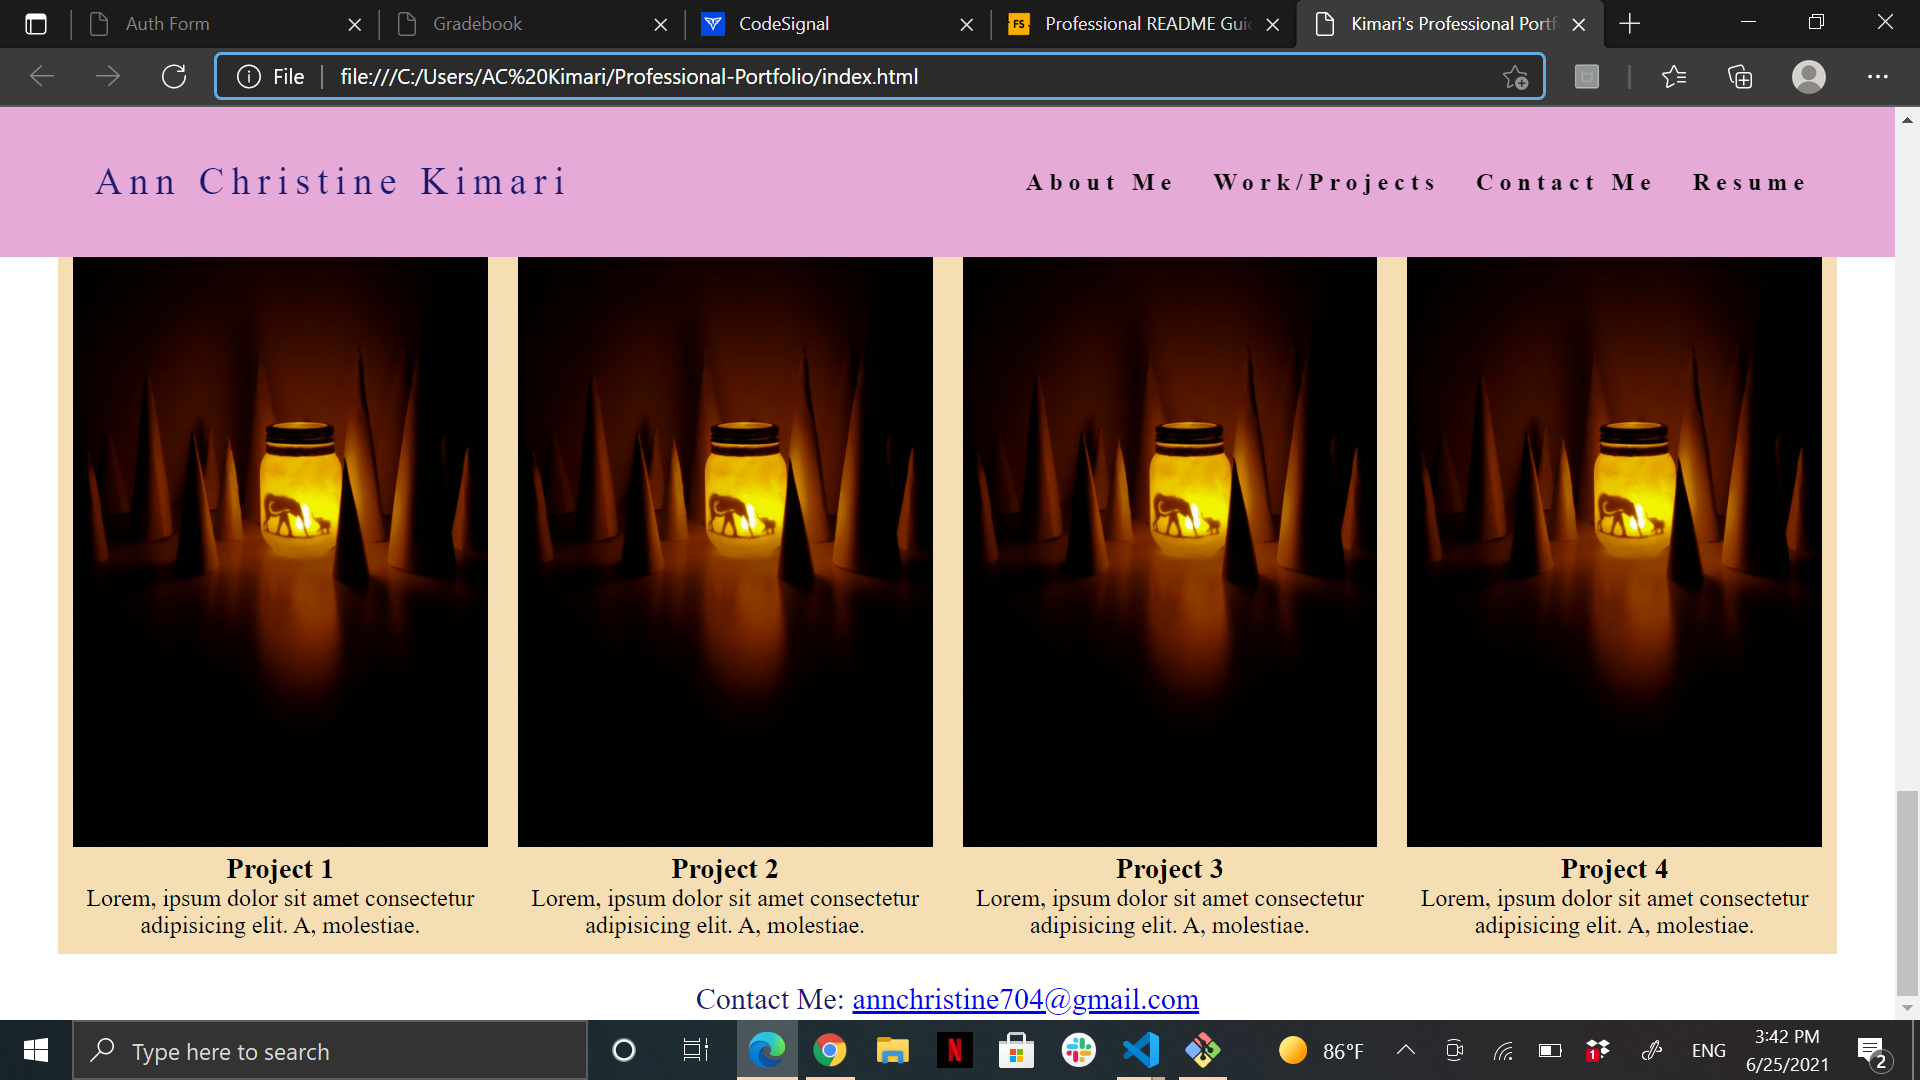 Auth Form
Gradebook
CodeSignal
FS
Professional README Gui
Kimari's Professional Portf
File
file:///C:/Users/AC%20Kimari/Professional-Portfolio/index.html
Ann Christine Kimari
About Me
Work/Projects
Contact Me
Resume
Project 1
Lorem, ipsum dolor sit amet consectetur
adipisicing elit. A, molestiae.
Project 2
Lorem, ipsum dolor sit amet consectetur
adipisicing elit. A, molestiae.
Project 3
Lorem, ipsum dolor sit amet consectetur
adipisicing elit. A, molestiae.
Project 4
Lorem, ipsum dolor sit amet consectetur
adipisicing elit. A, molestiae.
Contact Me: annchristine704@gmail.com
Type here to search
N
86°F
1
ENG
3:42 PM
6/25/2021
2